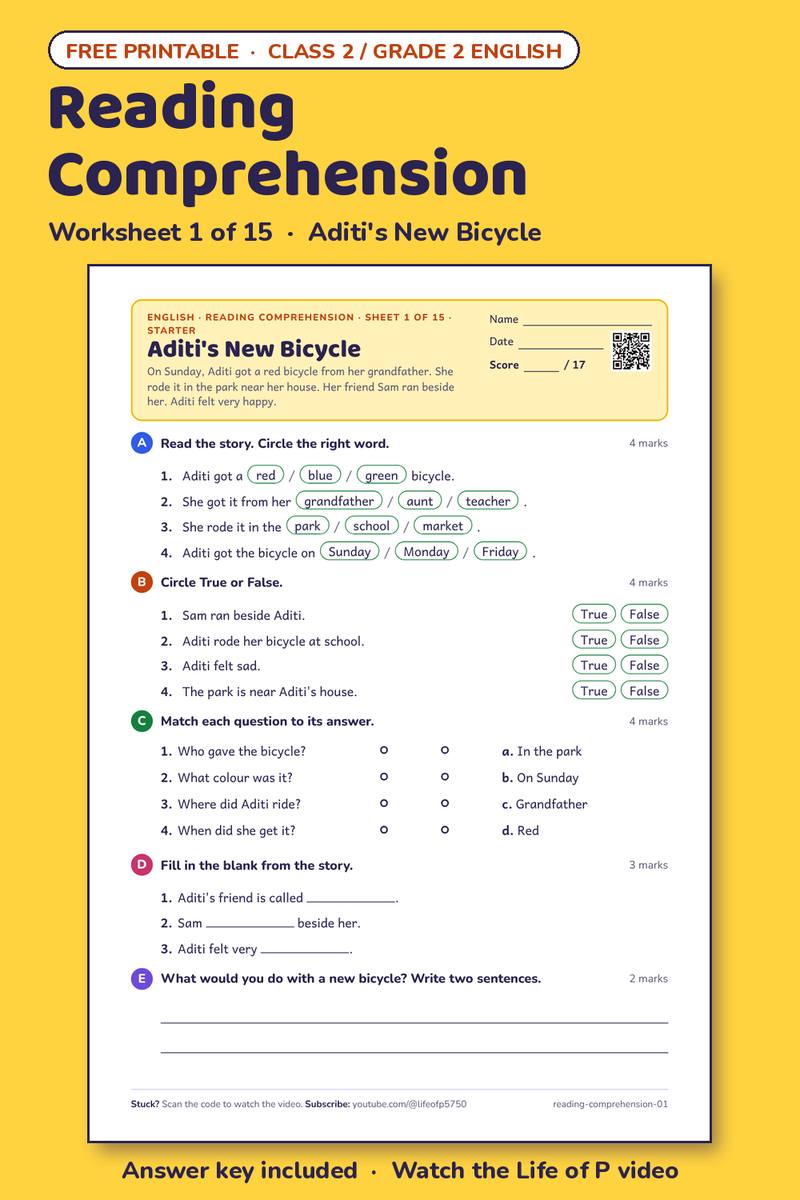 FREE PRINTABLE · CLASS 2 / GRADE 2 ENGLISH
Reading
Comprehension
Worksheet 1 of 15 · Aditi's New Bicycle
ENGLISH · READING COMPREHENSION · SHEET 1 OF 15 ·
STARTER
Aditi's New Bicycle
On Sunday, Aditi got a red bicycle from her grandfather. She
rode it in the park near her house. Her friend Sam ran beside
her. Aditi felt very happy.
Name
Date
Score ______ / 17
A Read the story. Circle the right word. 4 marks
1. Aditi got a red / blue / green bicycle.
2. She got it from her grandfather / aunt / teacher .
3. She rode it in the park / school / market .
4. Aditi got the bicycle on Sunday / Monday / Friday .
B Circle True or False. 4 marks
1. Sam ran beside Aditi. True False
2. Aditi rode her bicycle at school. True False
3. Aditi felt sad. True False
4. The park is near Aditi's house. True False
C Match each question to its answer. 4 marks
1. Who gave the bicycle? a. In the park
2. What colour was it? b. On Sunday
3. Where did Aditi ride? c. Grandfather
4. When did she get it? d. Red
D Fill in the blank from the story. 3 marks
1. Aditi's friend is called ____________.
2. Sam ____________ beside her.
3. Aditi felt very ____________.
E What would you do with a new bicycle? Write two sentences. 2 marks
Stuck? Scan the code to watch the video. Subscribe: youtube.com/@lifeofp5750 reading-comprehension-01
Answer key included · Watch the Life of P video